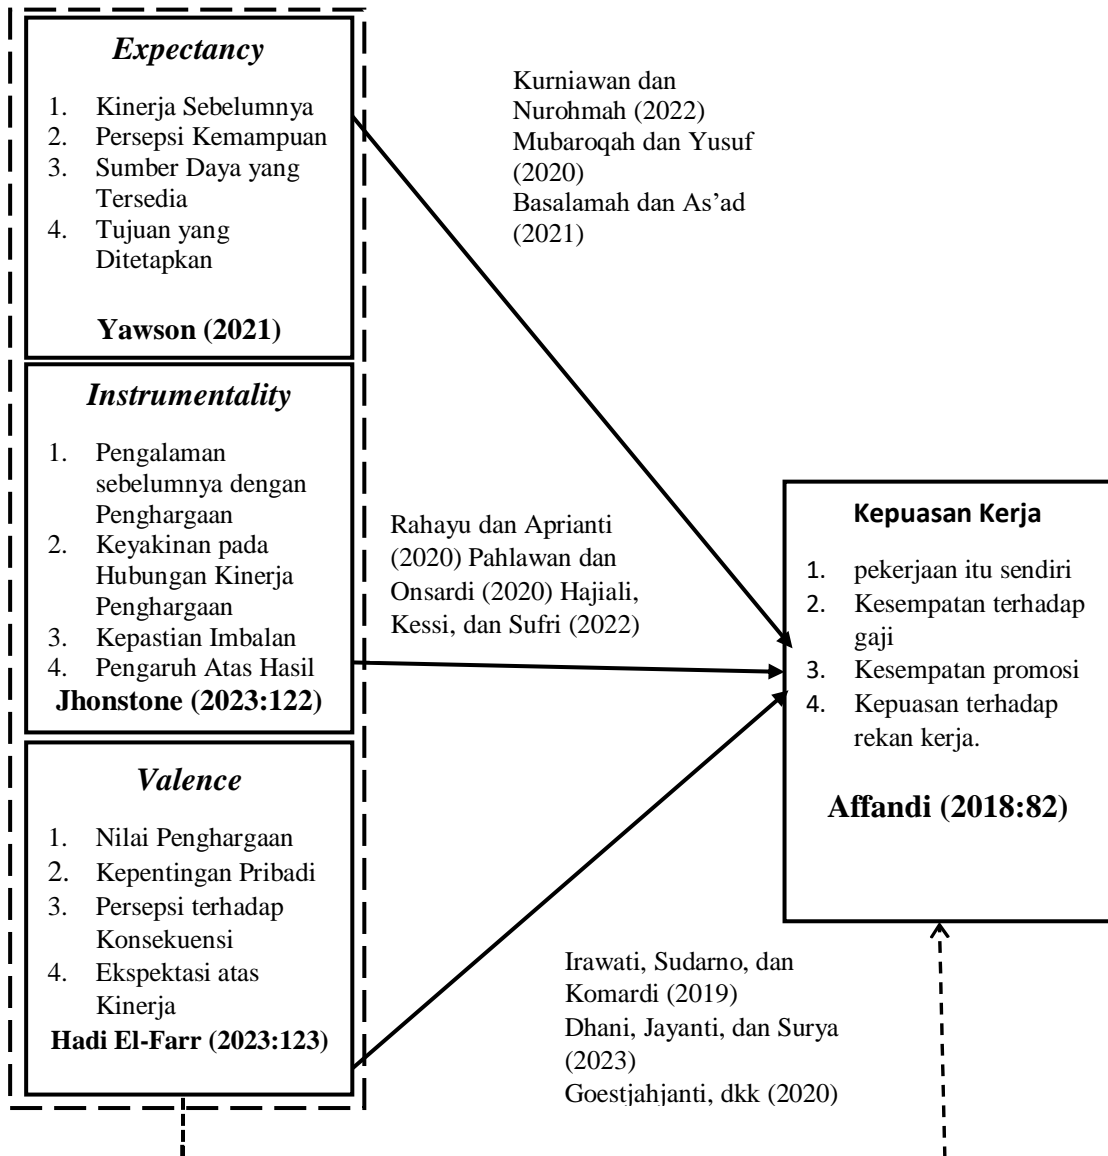 Expectancy
1. Kinerja Sebelumnya
2. Persepsi Kemampuan
3. Sumber Daya yang
Tersedia
4. Tujuan yang
Ditetapkan
Yawson (2021)
Kurniawan dan
Nurohmah (2022)
Mubaroqah dan Yusuf
(2020)
Basalamah dan As’ad
(2021)
Instrumentality
1. Pengalaman
sebelumnya dengan
Penghargaan
2. Keyakinan pada
Hubungan Kinerja
Penghargaan
3. Kepastian Imbalan
4. Pengaruh Atas Hasil
Jhonstone (2023:122)
Rahayu dan Aprianti
(2020) Pahlawan dan
Onsardi (2020) Hajiali,
Kessi, dan Sufri (2022)
Kepuasan Kerja
1. pekerjaan itu sendiri
2. Kesempatan terhadap
gaji
3. Kesempatan promosi
4. Kepuasan terhadap
rekan kerja.
Affandi (2018:82)
Valence
1. Nilai Penghargaan
2. Kepentingan Pribadi
3. Persepsi terhadap
Konsekuensi
4. Ekspektasi atas
Kinerja
Hadi El-Farr (2023:123)
Irawati, Sudarno, dan
Komardi (2019)
Dhani, Jayanti, dan Surya
(2023)
Goestjahjanti, dkk (2020)